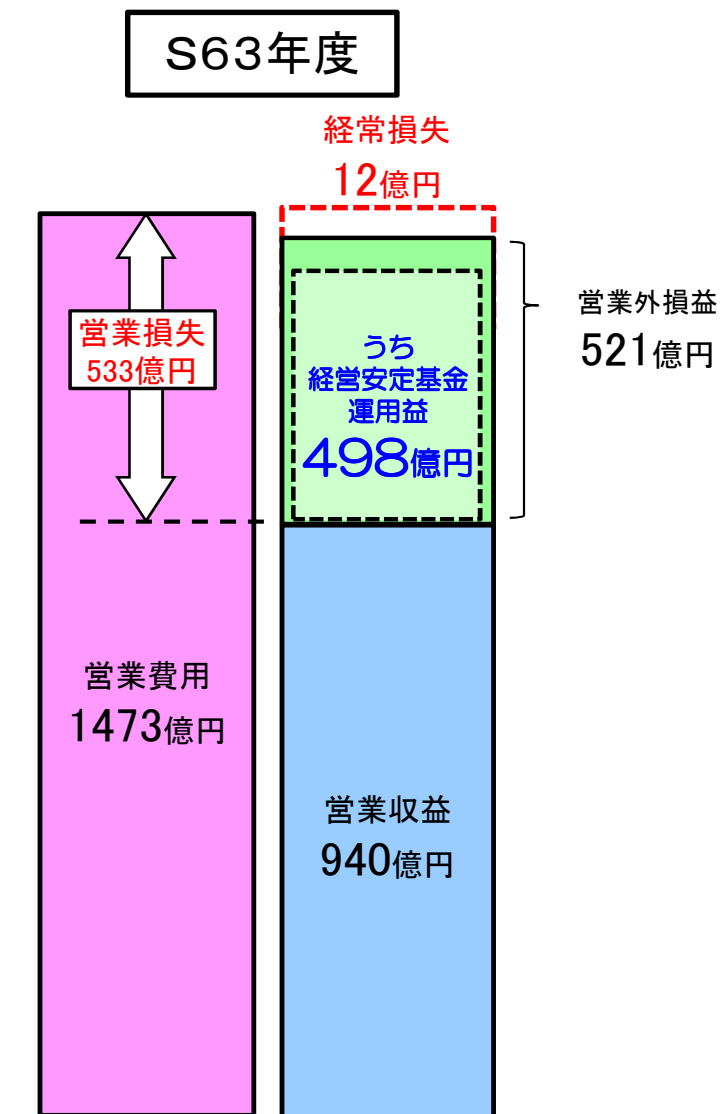 S63年度
経常損失
12億円
営業損失
533億円
うち
経営安定基金
運用益
498億円
営業外損益
521億円
営業費用
1473億円
営業収益
940億円